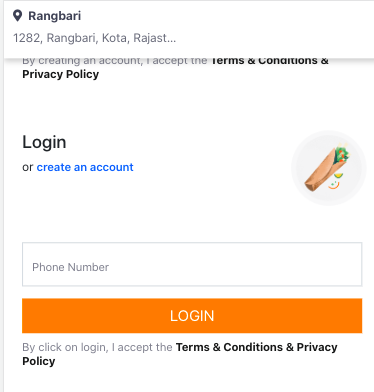 Rangbari
1282, Rangbari, Kota, Rajast...
By creating an account, I accept the Terms & Conditions &
Privacy Policy
Login
or create an account
Phone Number
LOGIN
By click on login, I accept the Terms & Conditions & Privacy
Policy